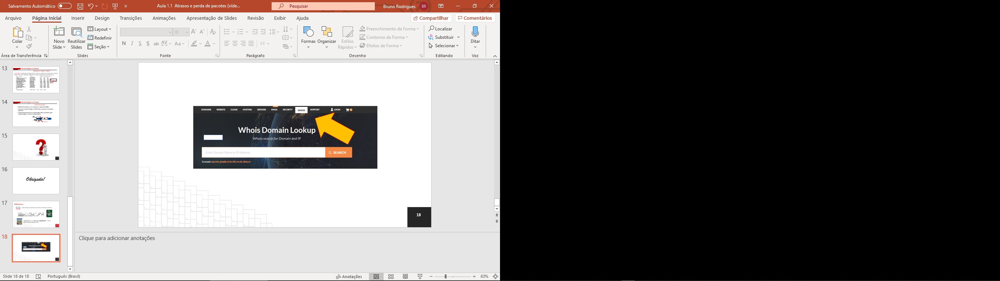 Salvamento Automático
Aula 1.1 Atrasos e perda de pacotes (víde...
Pesquisar
Bruno Rodrigues BR
Arquivo Página Inicial Inserir Design Transições Animações Apresentação de Slides Revisão Exibir Ajuda
Compartilhar Comentários
Colar
Novo Slide
Reutilizar Slides
Layout
Redefinir
Seção
18
N I S S ab AV Aa A
Formas
Organizar
Estilos Rápidos
Preenchimento da Forma
Contorno da Forma
Efeitos de Forma
Localizar
Substituir
Selecionar
Ditar
Área de Transferência Slides Fonte Parágrafo Desenho Editando Voz
13
14
15
16
Obrigado!
17
18
DOMAINS WEBSITE CLOUD HOSTING SERVERS EMAIL SECURITY WHOIS SUPPORT LOGIN
Whois Domain Lookup
Whois search for Domain and IP
Enter Domain Name or IP Address
SEARCH
Example: qq.com, google.co.in, bbc.co.uk, ebay.ca
18
Clique para adicionar anotações
Slide 18 de 18 Português (Brasil) Anotações 63%